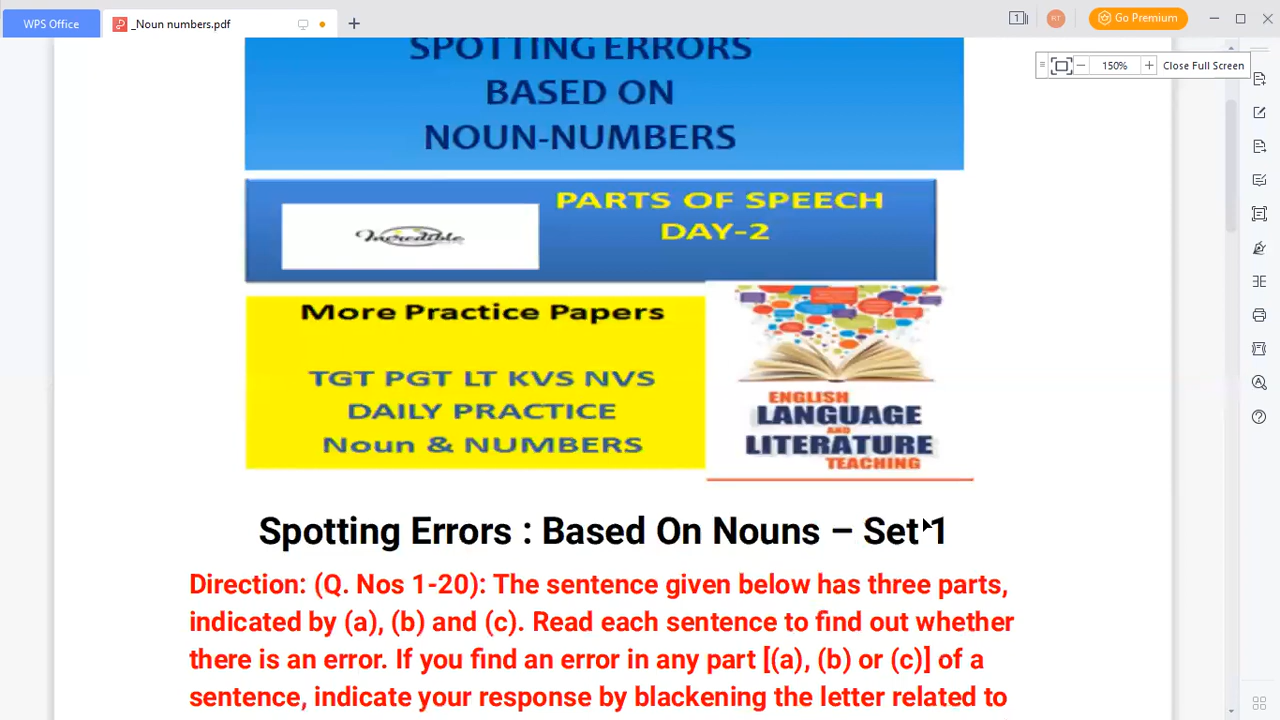 WPS Office
_Noun numbers.pdf
1
RT
Go Premium
150%
Close Full Screen
SPOTTING ERRORS
BASED ON
NOUN-NUMBERS
Incredible
PARTS OF SPEECH
DAY-2
More Practice Papers
TGT PGT LT KVS NVS
DAILY PRACTICE
Noun & NUMBERS
ENGLISH
LANGUAGE
AND
LITERATURE
TEACHING
Spotting Errors : Based On Nouns – Set 1
Direction: (Q. Nos 1-20): The sentence given below has three parts,
indicated by (a), (b) and (c). Read each sentence to find out whether
there is an error. If you find an error in any part [(a), (b) or (c)] of a
sentence, indicate your response by blackening the letter related to